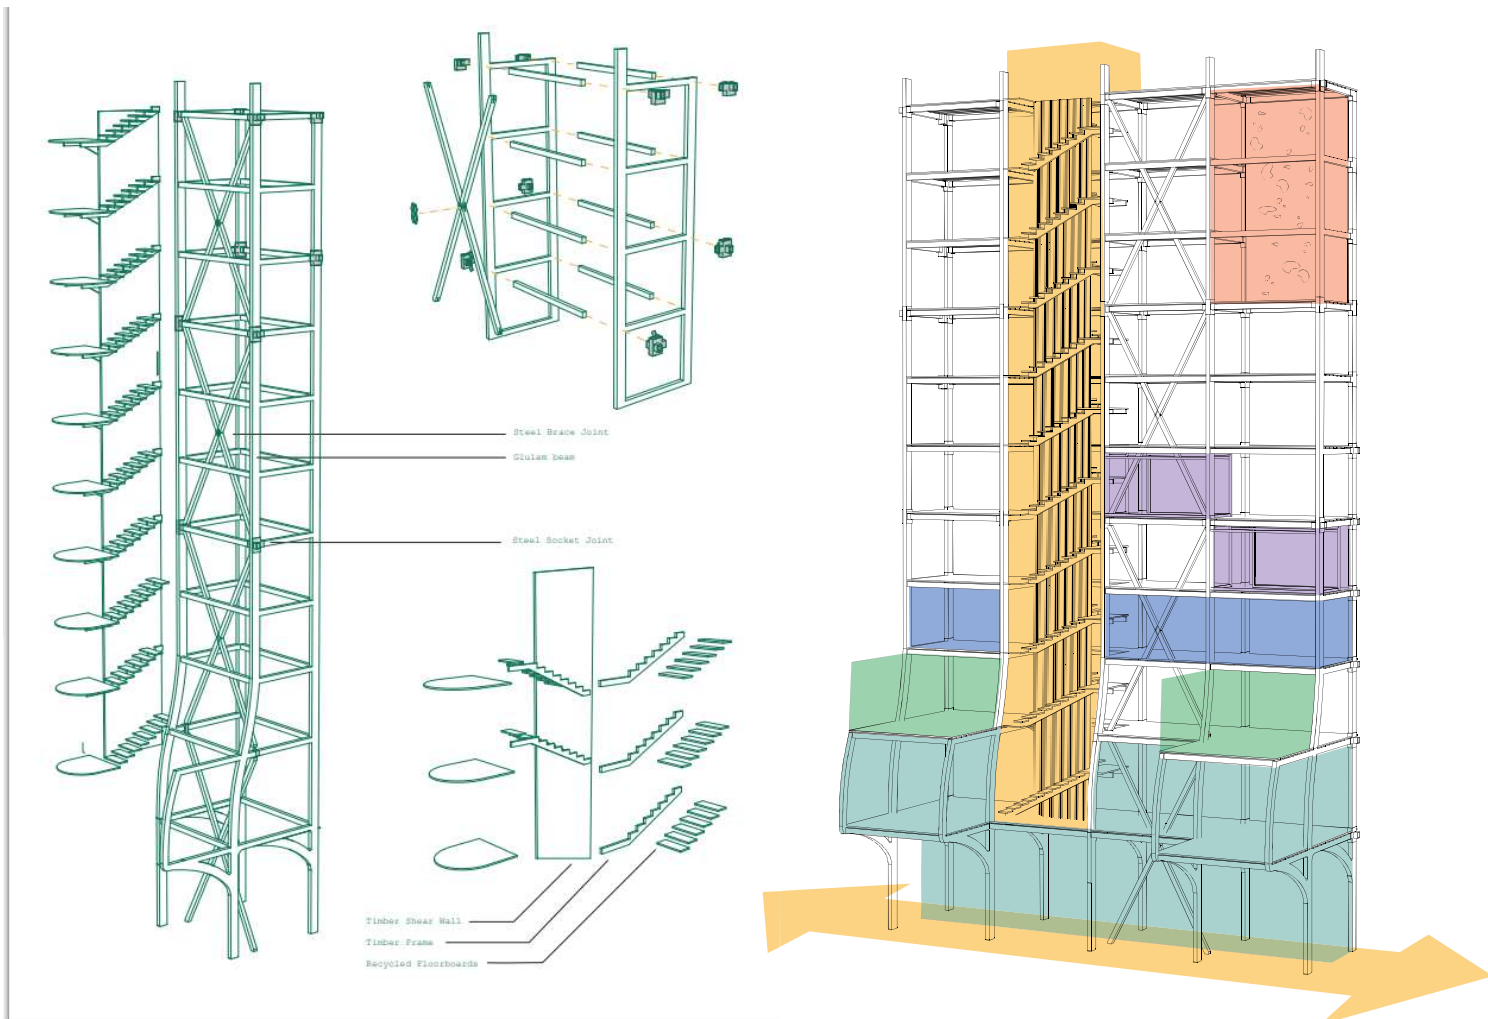 Steel Brace Joint
Glulam beam
Steel Socket Joint
Timber Shear Wall
Timber Frame
Recycled Floorboards